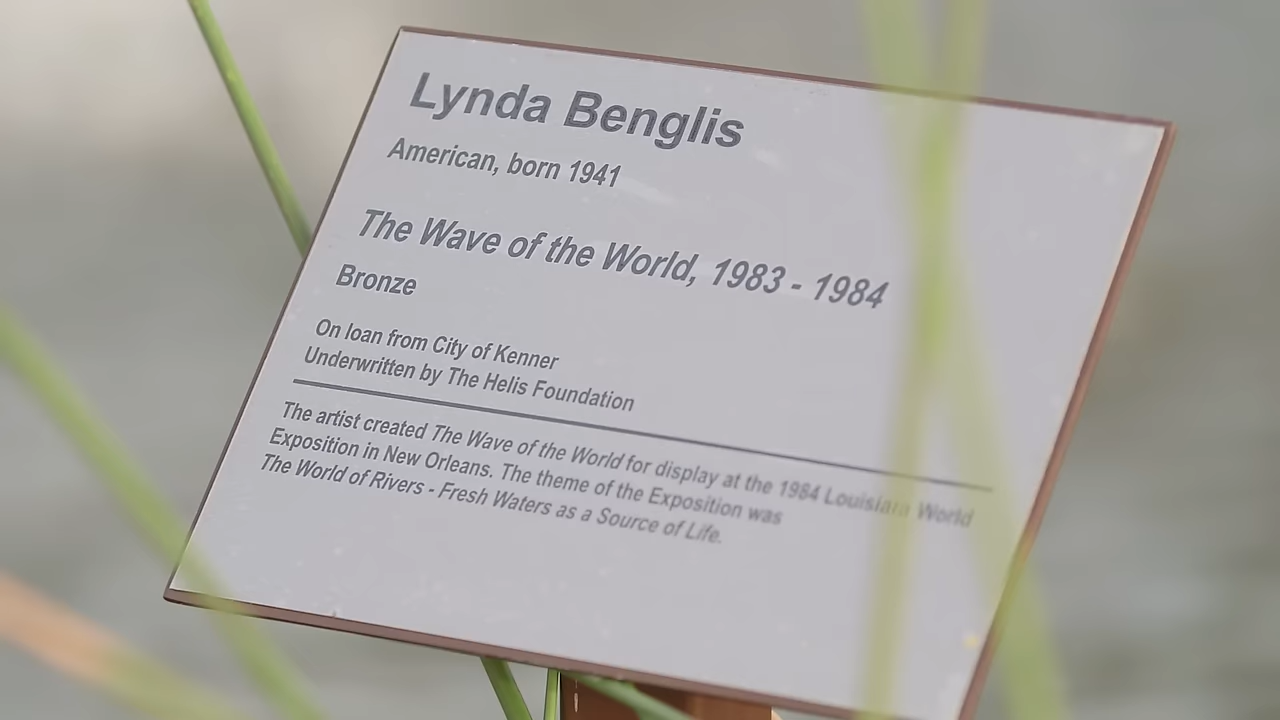 Lynda Benglis
American, born 1941
The Wave of the World, 1983 - 1984
Bronze
On loan from City of Kenner
Underwritten by The Helis Foundation
The artist created The Wave of the World for display at the 1984 Louisiana World
Exposition in New Orleans. The theme of the Exposition was
The World of Rivers - Fresh Waters as a Source of Life.